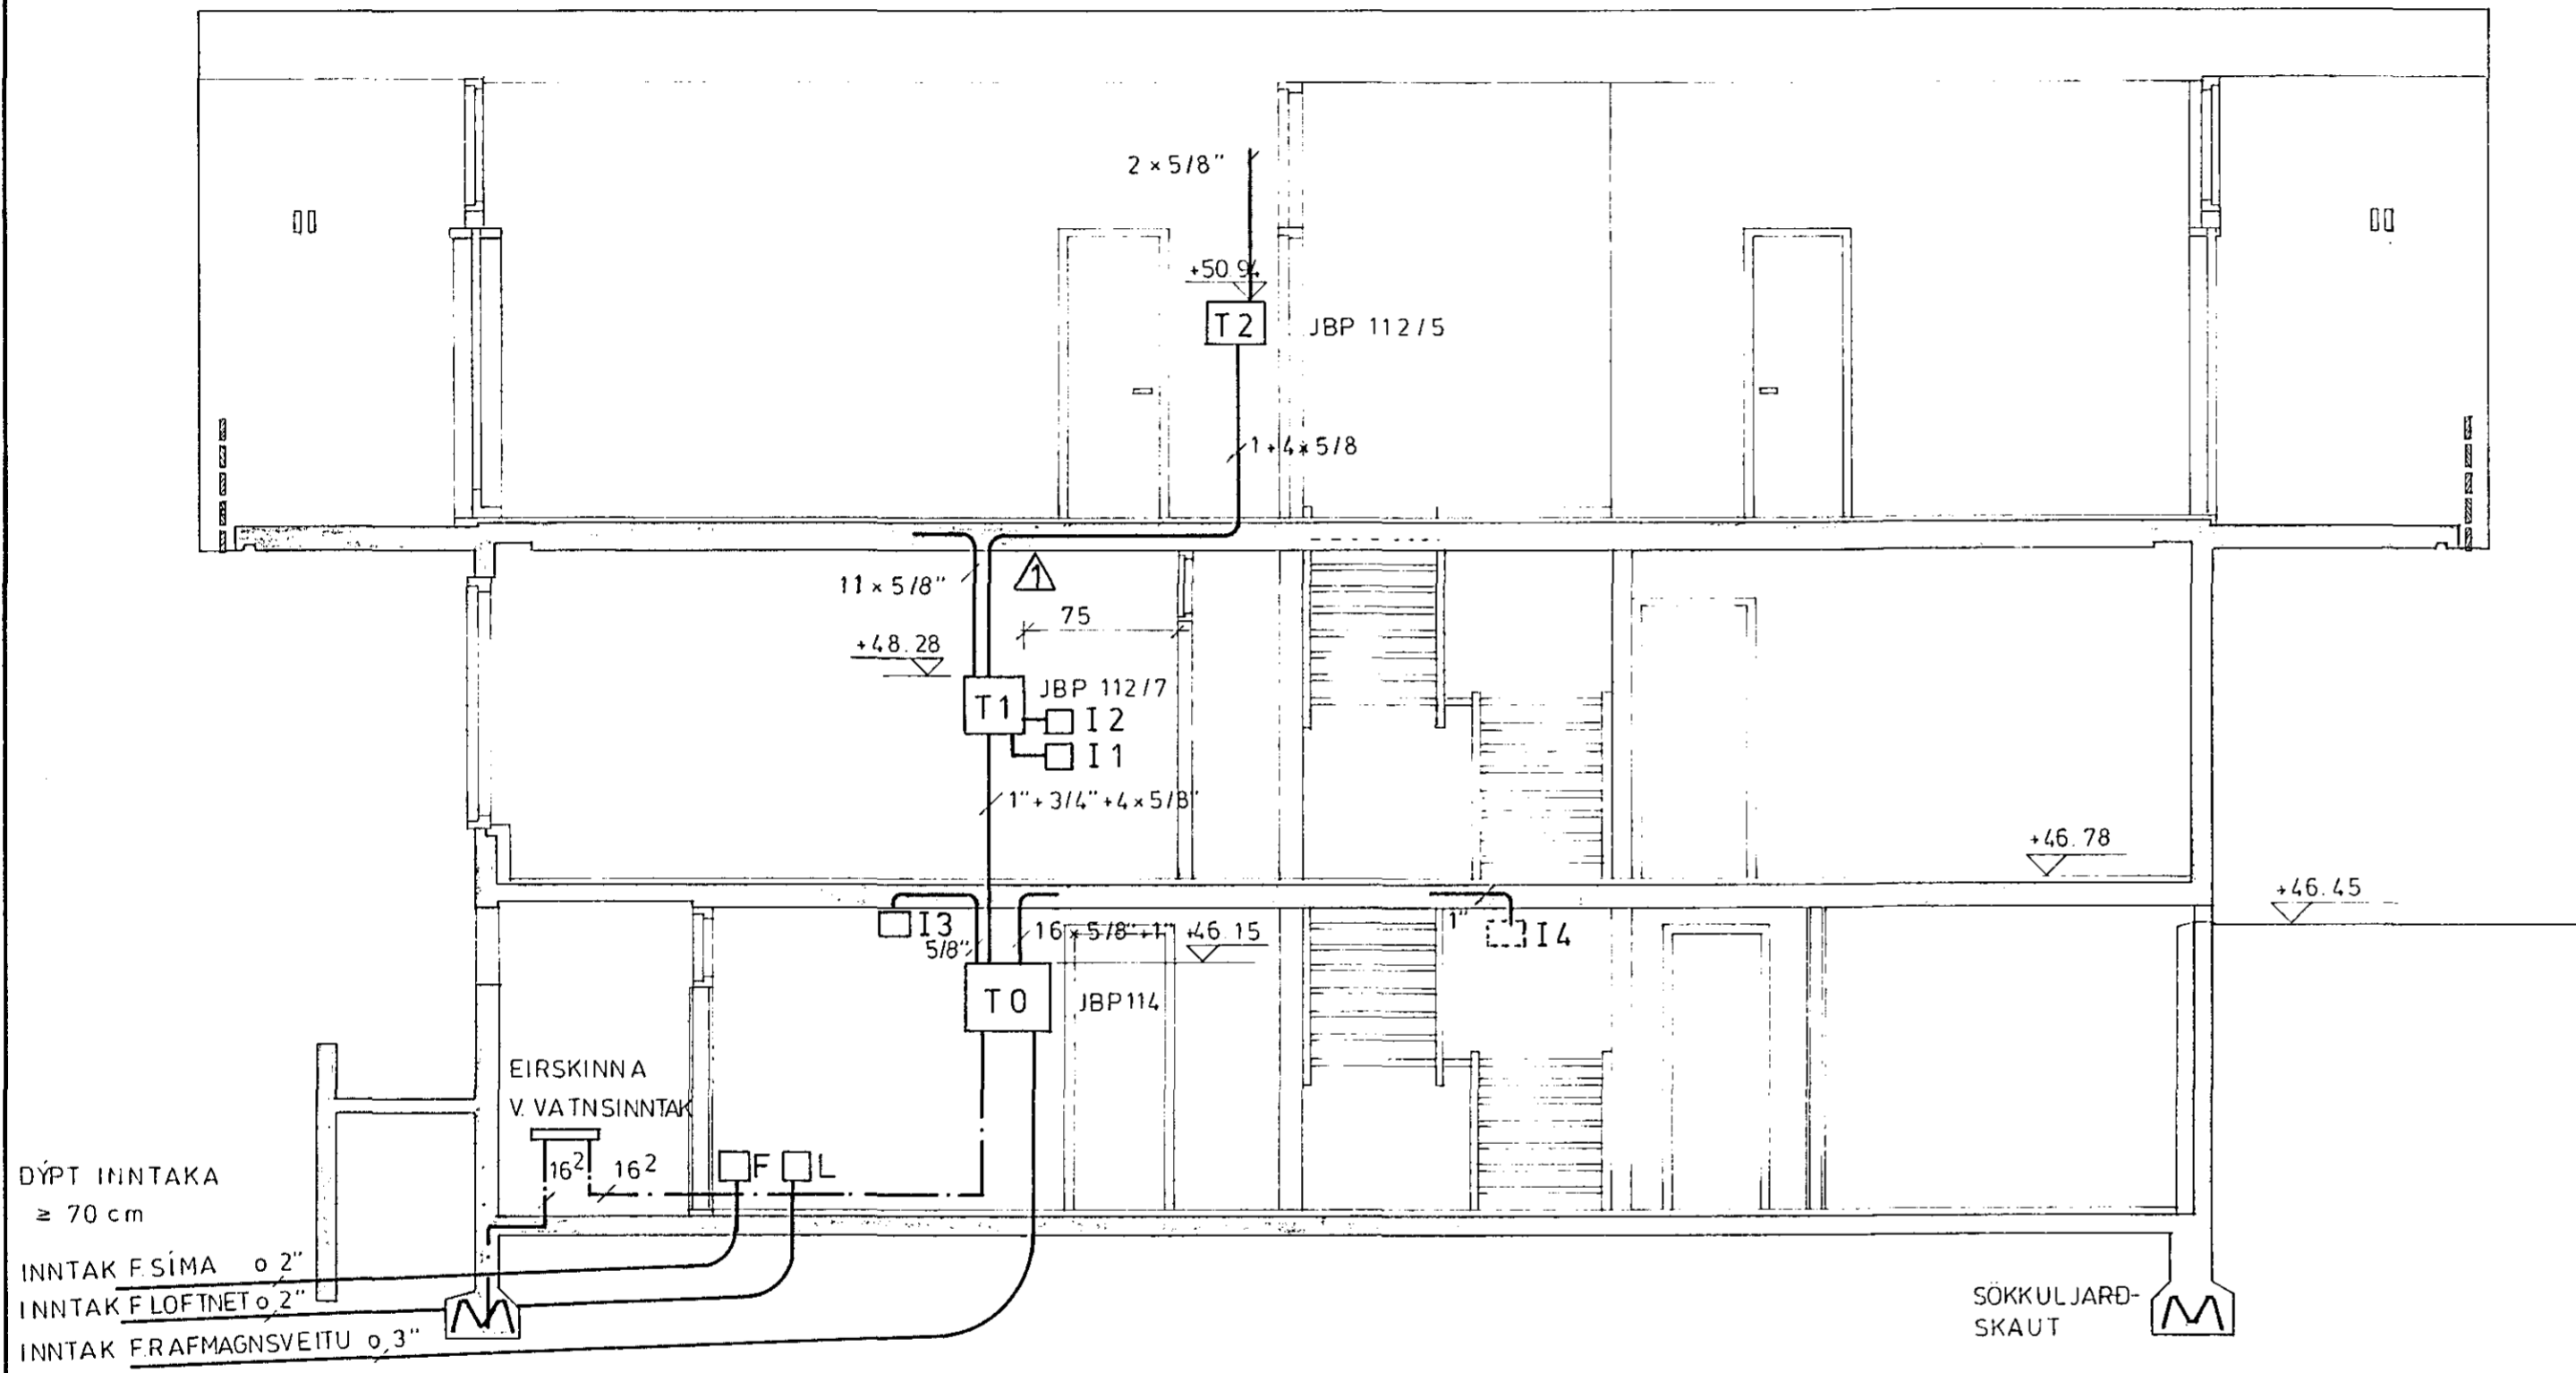 2 × 5/8"
+50.94
T2
JBP 112/5
1+4×5/8
11 × 5/8"
1
75
+48.28
T1
JBP 112/7
I2
I1
1"+3/4"+4×5/8"
+46.78
+46.45
I3
5/8"
16 × 5/8"+1"
+46.15
1"
I4
T0
JBP114
EIRSKINNA
V. VATNSINNTAK
16²
16²
F
L
DÝPT INNTAKA
≥ 70 cm
INNTAK F.SÍMA o 2"
INNTAK F LOFTNET o 2"
INNTAK F.RAFMAGNSVEITU o 3"
SÖKKULJARÐ-
SKAUT